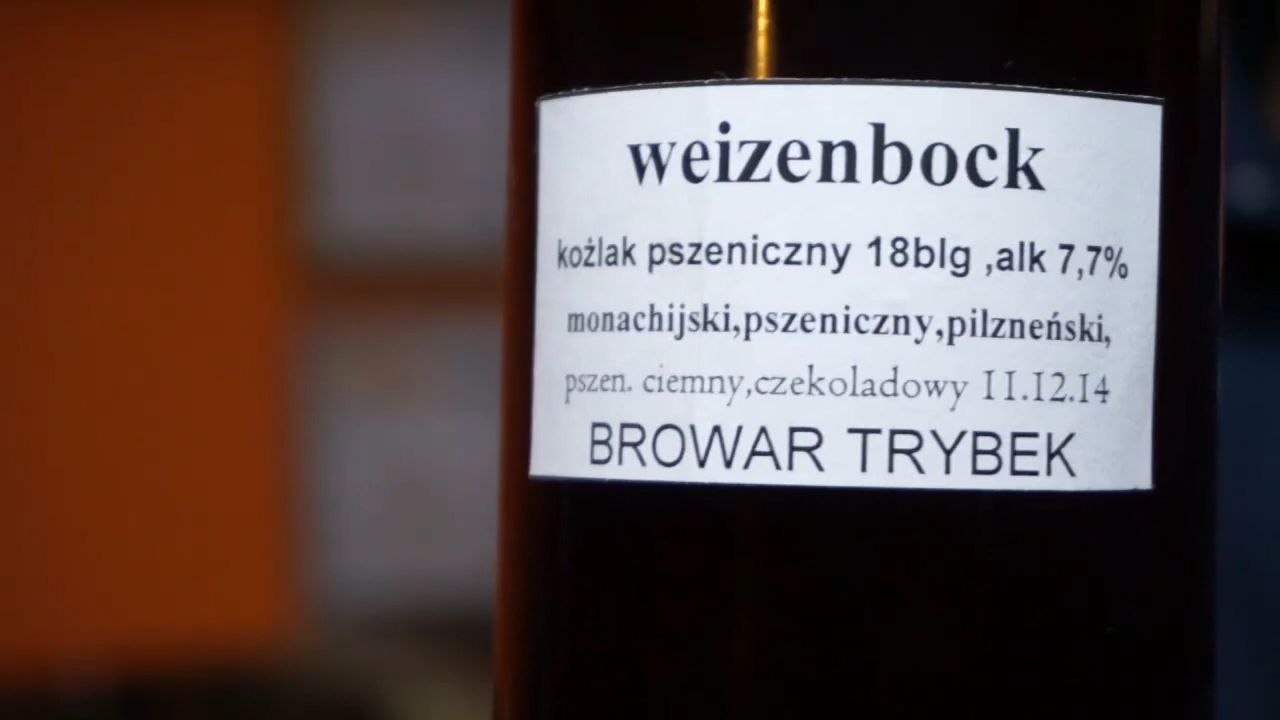 weizenbock
koźlak pszeniczny 18blg ,alk 7,7%
monachijski,pszeniczny,pilzneński,
pszen. ciemny,czekoladowy 11.12.14
BROWAR TRYBEK